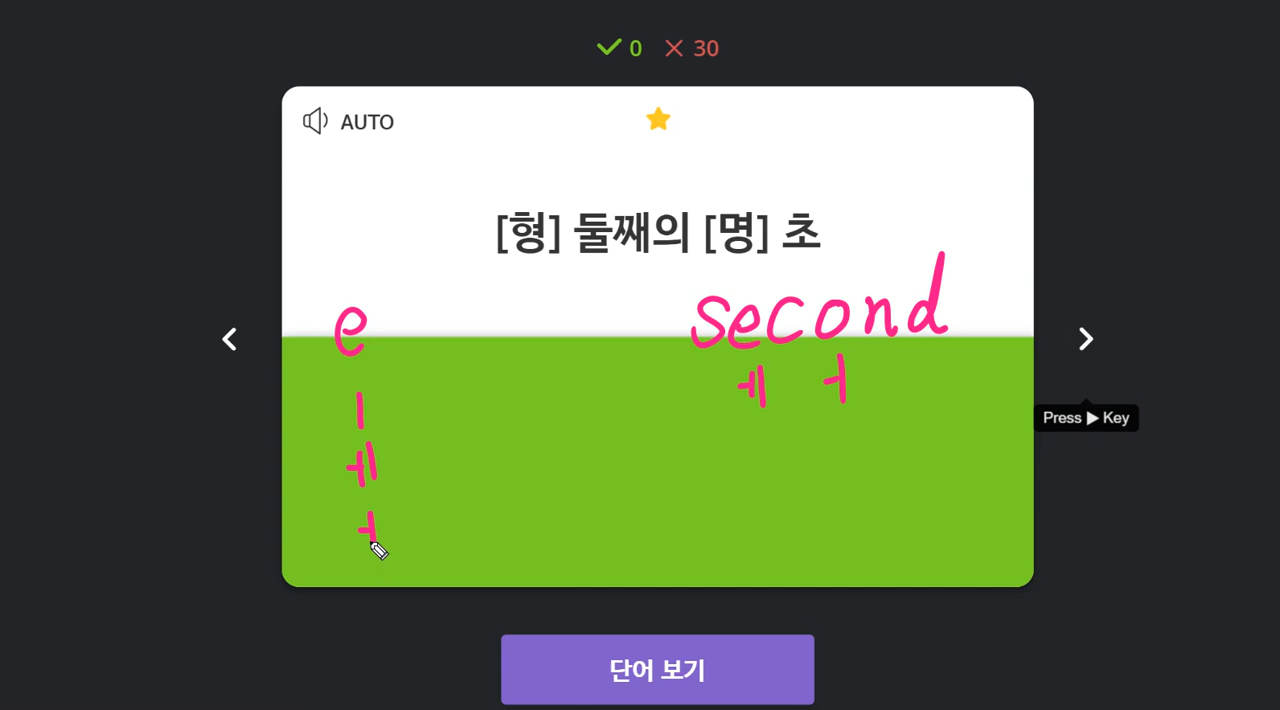 0 30
AUTO
[형] 둘째의 [명] 초
second
e
ㅔ ㅓ
ㅣ
ㅔ
ㅓ
Press ▶ Key
단어 보기